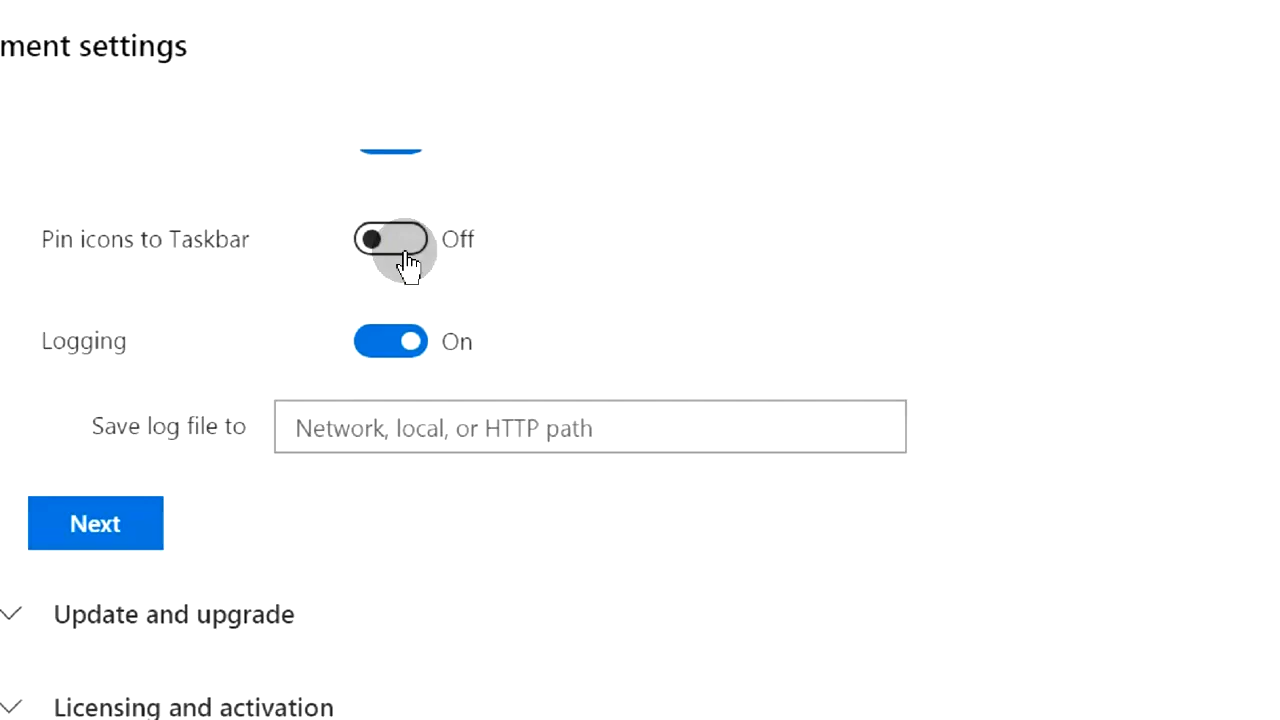 ment settings
Pin icons to Taskbar
Off
Logging
On
Save log file to
Network, local, or HTTP path
Next
Update and upgrade
Licensing and activation